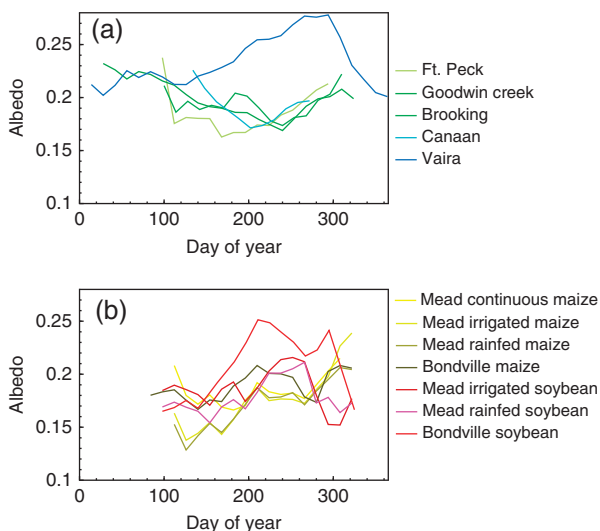 (a)
0.25
0.2
0.15
0.1
Albedo
0 100 200 300
Day of year
Ft. Peck
Goodwin creek
Brooking
Canaan
Vaira
(b)
0.25
0.2
0.15
0.1
Albedo
0 100 200 300
Day of year
Mead continuous maize
Mead irrigated maize
Mead rainfed maize
Bondville maize
Mead irrigated soybean
Mead rainfed soybean
Bondville soybean